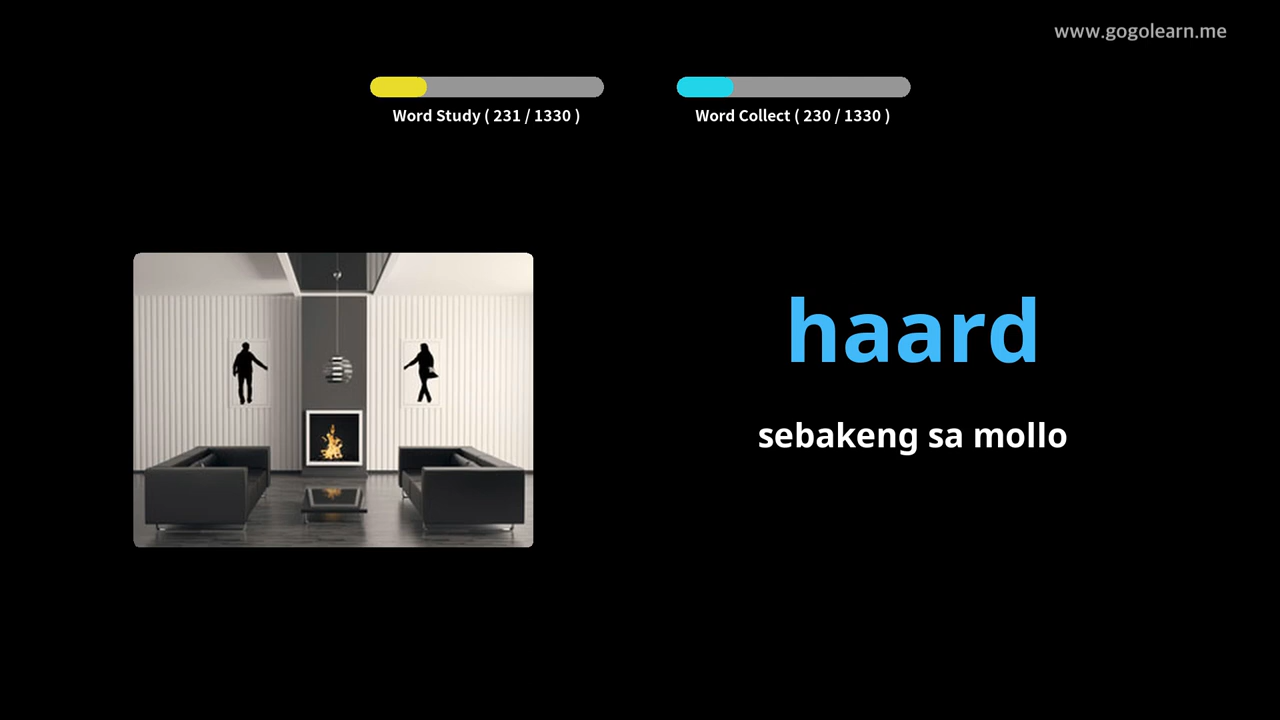 www.gogolearn.me
Word Study ( 231 / 1330 )
Word Collect ( 230 / 1330 )
haard
sebakeng sa mollo